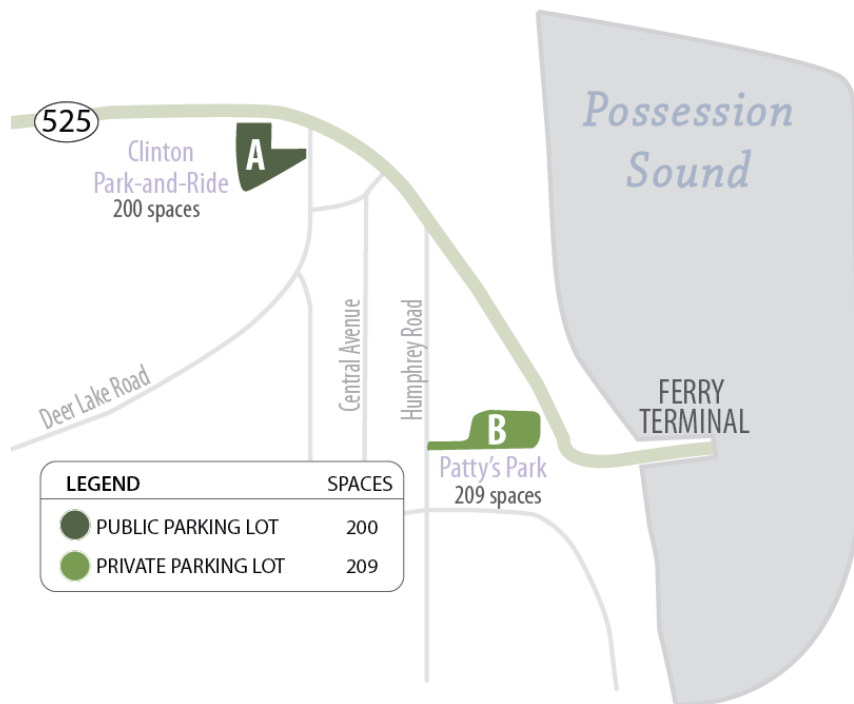 Possession
Sound
525
A
Clinton
Park-and-Ride
200 spaces
Central Avenue
Humphrey Road
Deer Lake Road
FERRY
TERMINAL
B
Patty's Park
209 spaces
LEGEND SPACES
PUBLIC PARKING LOT 200
PRIVATE PARKING LOT 209